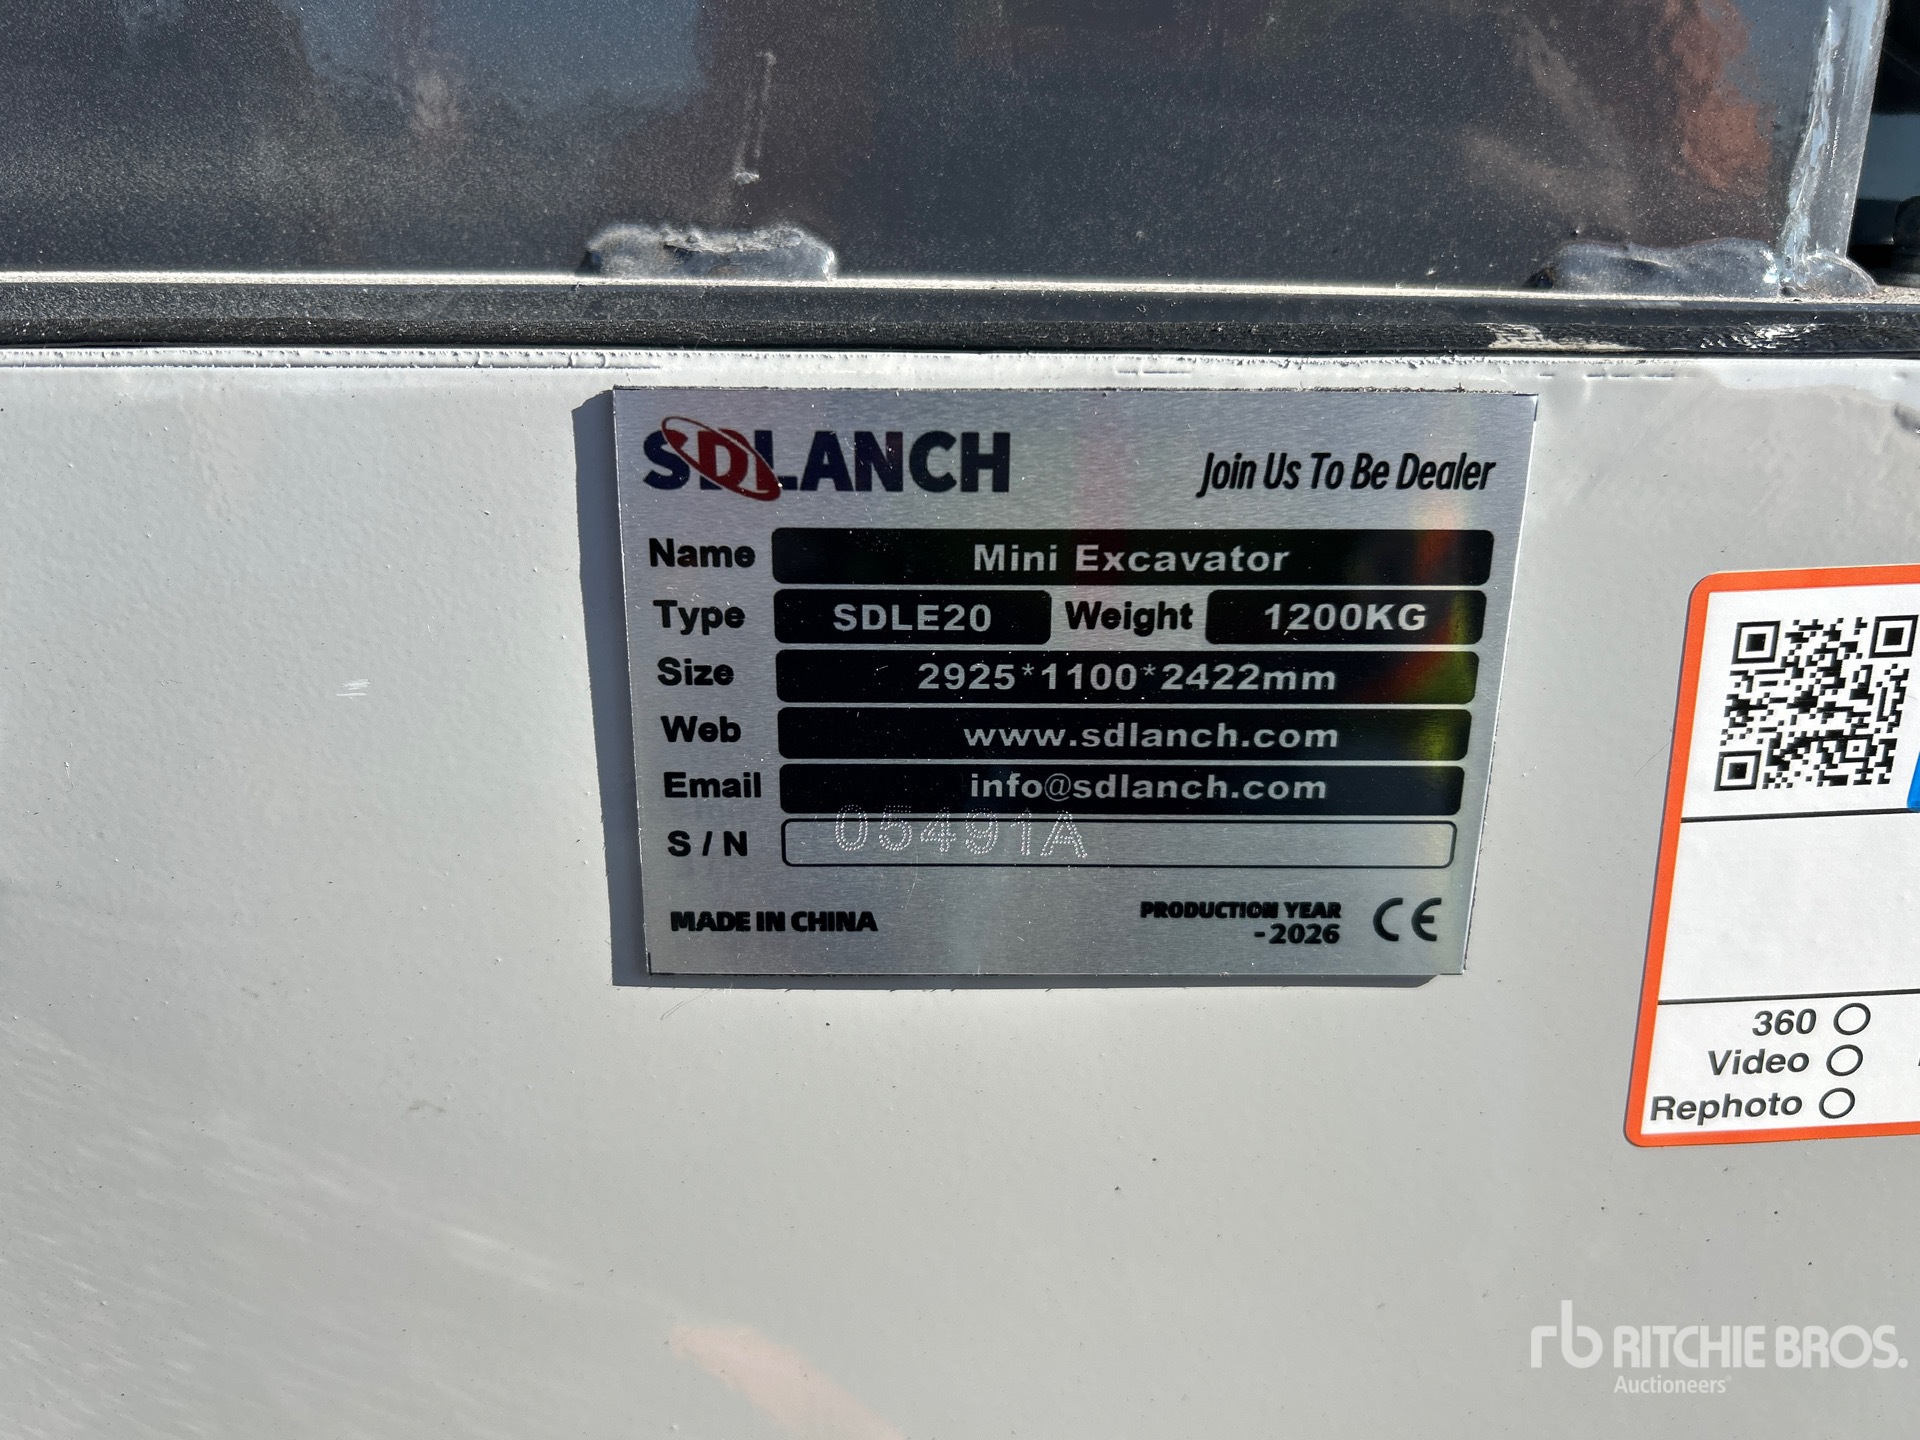 SDLANCH
Join Us To Be Dealer
Name Mini Excavator
Type SDLE20 Weight 1200KG
Size 2925*1100*2422mm
Web www.sdlanch.com
Email info@sdlanch.com
S / N 05491A
MADE IN CHINA
PRODUCTION YEAR
-2026
CE
360
Video
Rephoto
rb RITCHIE BROS.
Auctioneers